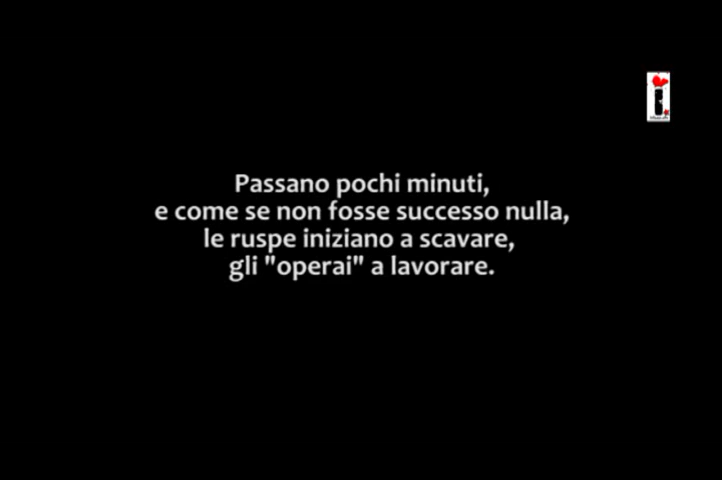 Passano pochi minuti,
e come se non fosse successo nulla,
le ruspe iniziano a scavare,
gli "operai" a lavorare.